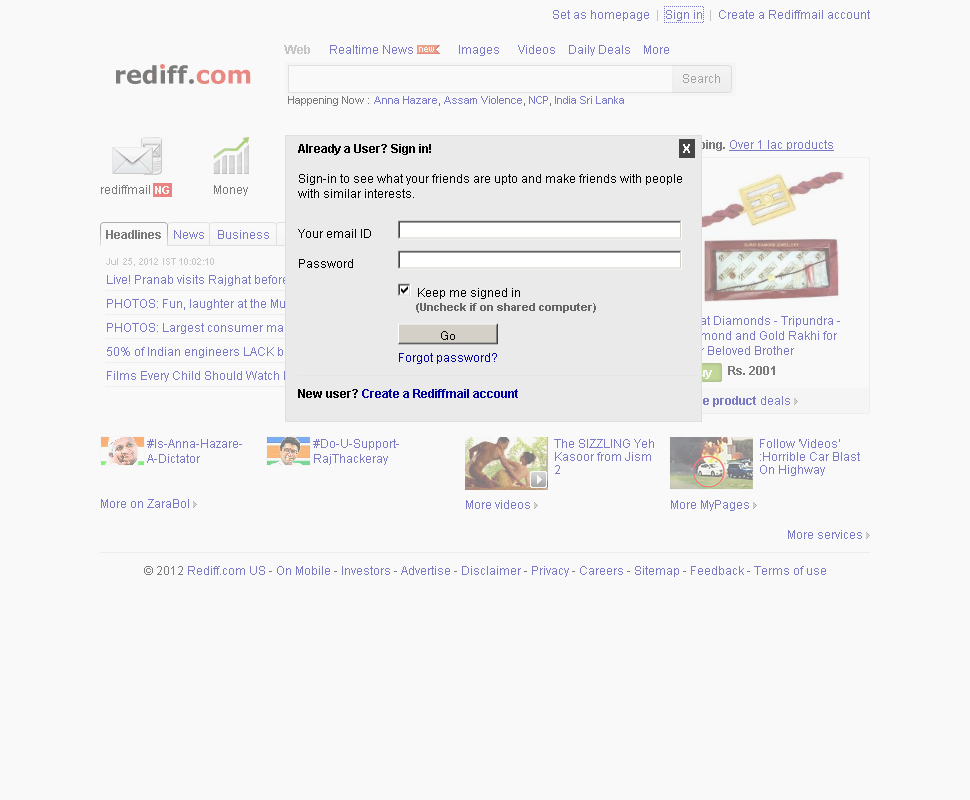 Set as homepage | Sign in | Create a Rediffmail account
Web Realtime News new Images Videos Daily Deals More
rediff.com
Search
Happening Now : Anna Hazare, Assam Violence, NCP, India Sri Lanka
rediffmail NG
Money
Already a User? Sign in!
X
Sign-in to see what your friends are upto and make friends with people
with similar interests.
Your email ID
Password
Keep me signed in
(Uncheck if on shared computer)
Go
Forgot password?
New user? Create a Rediffmail account
ping. Over 1 lac products
Headlines News Business
Jul 25, 2012 IST 10:02:10
Live! Pranab visits Rajghat before
PHOTOS: Fun, laughter at the Mu
PHOTOS: Largest consumer ma
50% of Indian engineers LACK b
Films Every Child Should Watch
at Diamonds - Tripundra -
mond and Gold Rakhi for
r Beloved Brother
uy Rs. 2001
e product deals
#Is-Anna-Hazare-
A-Dictator
#Do-U-Support-
RajThackeray
More on ZaraBol
The SIZZLING Yeh
Kasoor from Jism
2
More videos
Follow 'Videos'
:Horrible Car Blast
On Highway
More MyPages
More services
© 2012 Rediff.com US - On Mobile - Investors - Advertise - Disclaimer - Privacy - Careers - Sitemap - Feedback - Terms of use